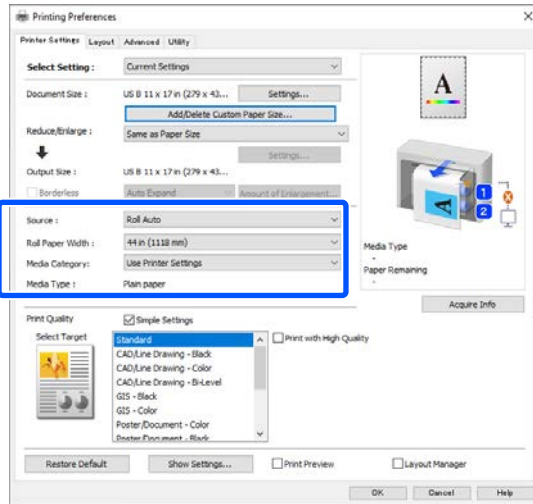 Printing Preferences
Printer Settings Layout Advanced Utility
Select Setting : Current Settings
Document Size : US B 11 x 17 in (279 x 43... Settings...
Add/Delete Custom Paper Size...
Reduce/Enlarge : Same as Paper Size
Settings...
Output Size : US B 11 x 17 in (279 x 43...
Borderless Auto Expand Amount of Enlargement...
Source : Roll Auto
Roll Paper Width : 44 in (1118 mm)
Media Category: Use Printer Settings
Media Type : Plain paper
A
A
1
2
Media Type
-
Paper Remaining
-
Acquire Info
Print Quality Simple Settings
Select Target
Standard
CAD/Line Drawing - Black
CAD/Line Drawing - Color
CAD/Line Drawing - Bi-Level
GIS - Black
GIS - Color
Poster/Document - Color
Poster/Document - Black
Print with High Quality
Restore Default Show Settings... Print Preview Layout Manager
OK Cancel Help